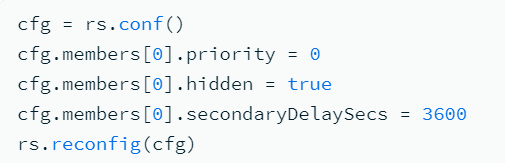 cfg = rs.conf()
cfg.members[0].priority = 0
cfg.members[0].hidden = true
cfg.members[0].secondaryDelaySecs = 3600
rs.reconfig(cfg)